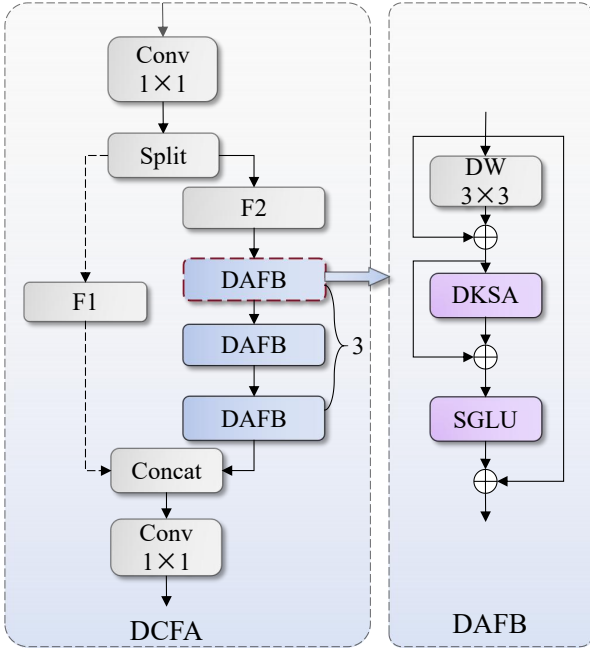 Conv
1×1
Split
F2
F1
DAFB
DAFB
DAFB
3
Concat
Conv
1×1
DCFA
DW
3×3
DKSA
SGLU
DAFB